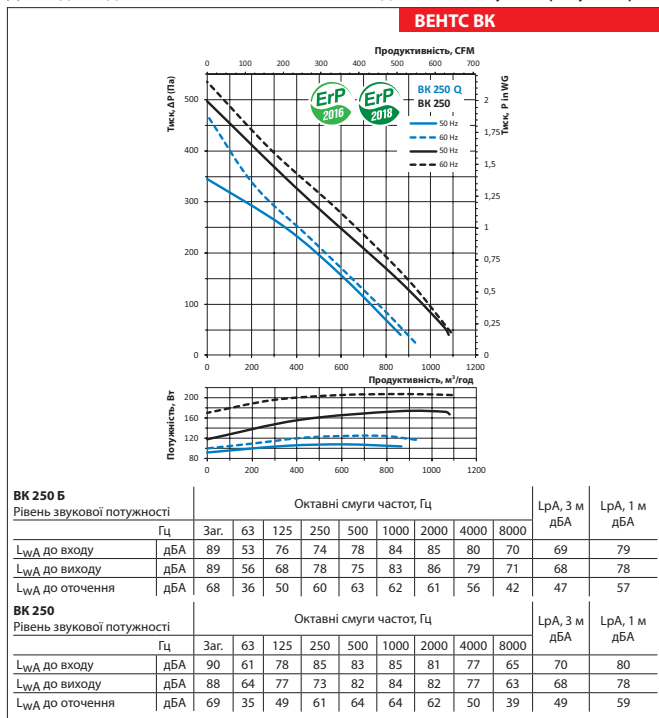 ВЕНТС ВК
Продуктивність, CFM
0 100 200 300 400 500 600 700
Тиск, ΔP (Па)
500
400
300
200
100
0
ErP
2016
ErP
2018
ВК 250 Q
ВК 250
50 Hz
60 Hz
50 Hz
60 Hz
Тиск, P in WG
2
1,75
1,5
1,25
1
0,75
0,5
0,25
0
0 200 400 600 800 1000 1200
Продуктивність, м³/год
Потужність, Вт
200
160
120
80
0 200 400 600 800 1000 1200
ВК 250 Б
Рівень звукової потужності
Октавні смуги частот, Гц
LpA, 3 м дБА
LpA, 1 м дБА
Гц Заг. 63 125 250 500 1000 2000 4000 8000
LwA до входу дБА 89 53 76 74 78 84 85 80 70 69 79
LwA до виходу дБА 89 56 68 78 75 83 86 79 71 68 78
LwA до оточення дБА 68 36 50 60 63 62 61 56 42 47 57
ВК 250
Рівень звукової потужності
Октавні смуги частот, Гц
LpA, 3 м дБА
LpA, 1 м дБА
Гц Заг. 63 125 250 500 1000 2000 4000 8000
LwA до входу дБА 90 61 78 85 83 85 81 77 65 70 80
LwA до виходу дБА 88 64 77 73 82 84 82 77 63 68 78
LwA до оточення дБА 69 35 49 61 64 64 62 50 39 49 59